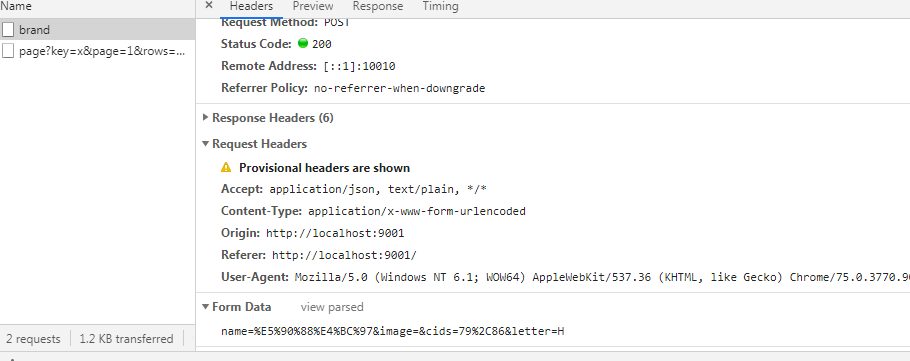 Name
× Headers Preview Response Timing
Request Method: POST
brand
Status Code: 200
page?key=x&page=1&rows=...
Remote Address: [::1]:10010
Referrer Policy: no-referrer-when-downgrade
Response Headers (6)
Request Headers
Provisional headers are shown
Accept: application/json, text/plain, */*
Content-Type: application/x-www-form-urlencoded
Origin: http://localhost:9001
Referer: http://localhost:9001/
User-Agent: Mozilla/5.0 (Windows NT 6.1; WOW64) AppleWebKit/537.36 (KHTML, like Gecko) Chrome/75.0.3770.90
Form Data view parsed
name=%E5%90%88%E4%BC%97&image=&cids=79%2C86&letter=H
2 requests 1.2 KB transferred